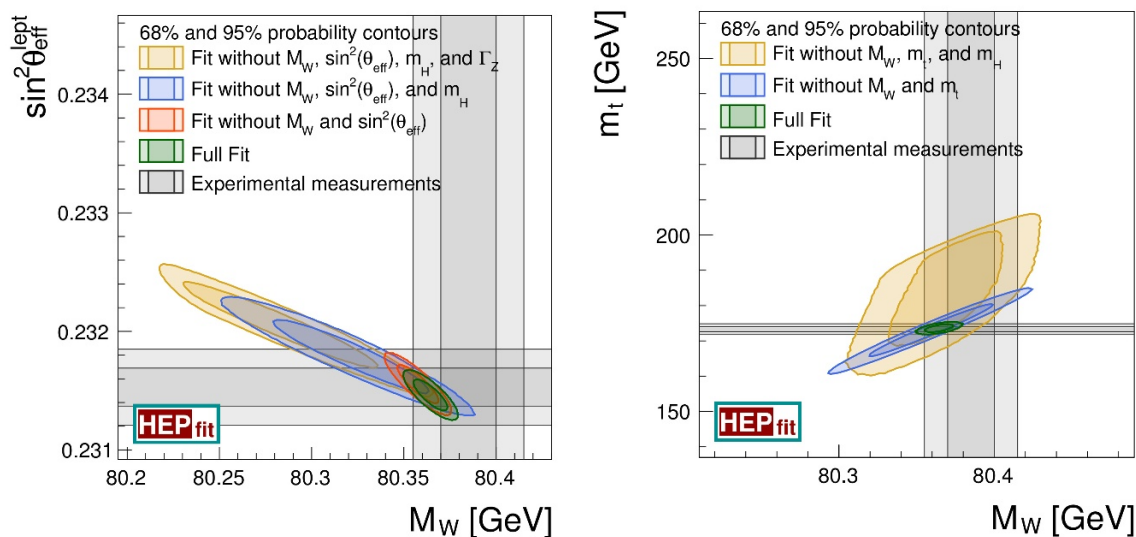 68% and 95% probability contours
Fit without M_W, sin²(θ_eff), m_H, and Γ_Z
Fit without M_W, sin²(θ_eff), and m_H
Fit without M_W and sin²(θ_eff)
Full Fit
Experimental measurements
sin²θ_eff^lept
0.234
0.233
0.232
0.231
HEP fit
80.2
80.25
80.3
80.35
80.4
M_W [GeV]
68% and 95% probability contours
Fit without M_W, m_t, and m_H
Fit without M_W and m_t
Full Fit
Experimental measurements
m_t [GeV]
250
200
150
HEP fit
80.3
80.4
M_W [GeV]